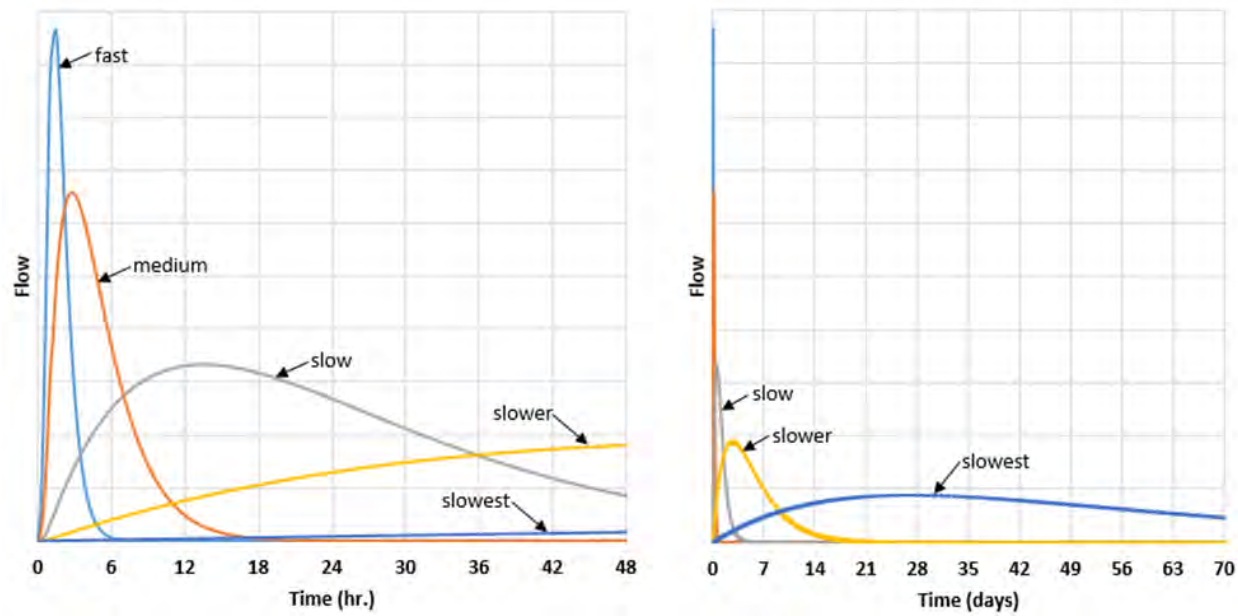 fast
medium
slow
slower
slowest
Flow
0 6 12 18 24 30 36 42 48
Time (hr.)
slow
slower
slowest
Flow
0 7 14 21 28 35 42 49 56 63 70
Time (days)